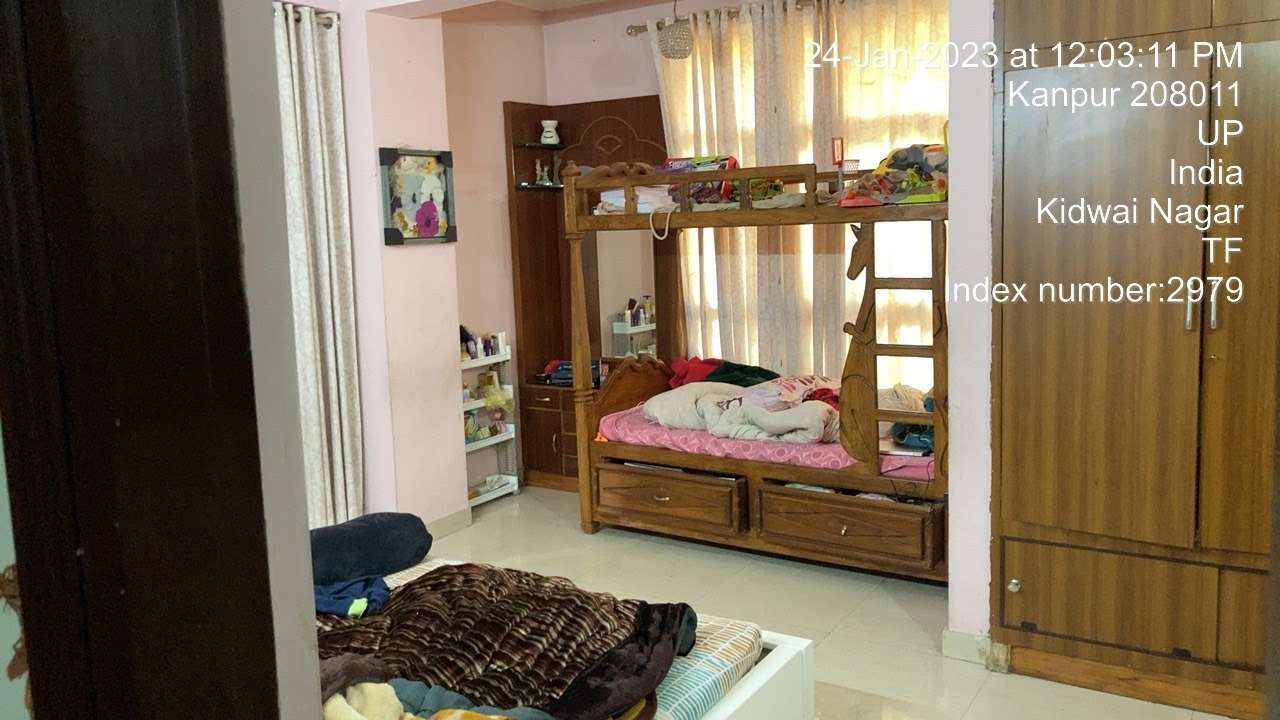 24-Jan-2023 at 12:03:11 PM
Kanpur 208011
UP
India
Kidwai Nagar
TF
Index number:2979